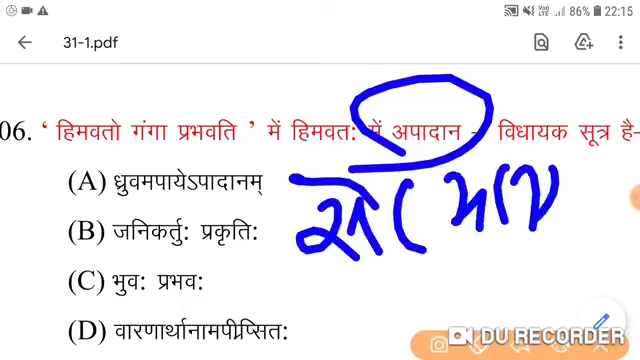 86% 22:15
31-1.pdf
06. ‘ हिमवतो गंगा प्रभवति ’ में हिमवतः में अपादान - विधायक सूत्र है-
(A) ध्रुवमपायेऽपादानम्
(B) जनिकर्तुः प्रकृतिः
(C) भुवः प्रभवः
(D) वारणार्थानामपीप्सितः
से
DU RECORDER